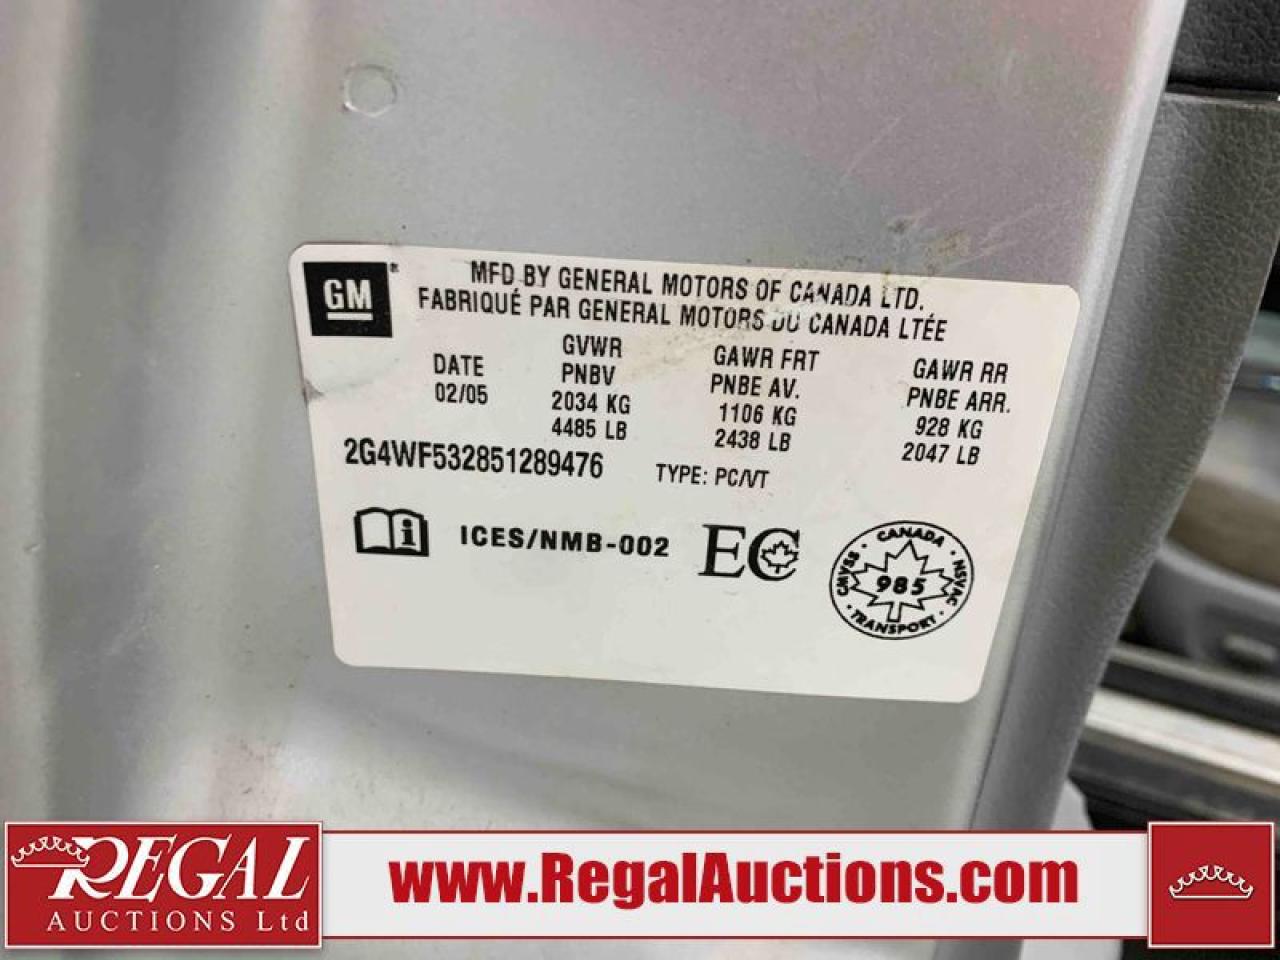 GM
MFD BY GENERAL MOTORS OF CANADA LTD.
FABRIQUÉ PAR GENERAL MOTORS DU CANADA LTÉE
DATE
02/05
GVWR
PNBV
2034 KG
4485 LB
GAWR FRT
PNBE AV.
1106 KG
2438 LB
GAWR RR
PNBE ARR.
928 KG
2047 LB
2G4WF532851289476 TYPE: PC/VT
i ICES/NMB-002 EC
CANADA
CMVSS 985 NSVAC
TRANSPORT
REGAL
AUCTIONS Ltd
www.RegalAuctions.com